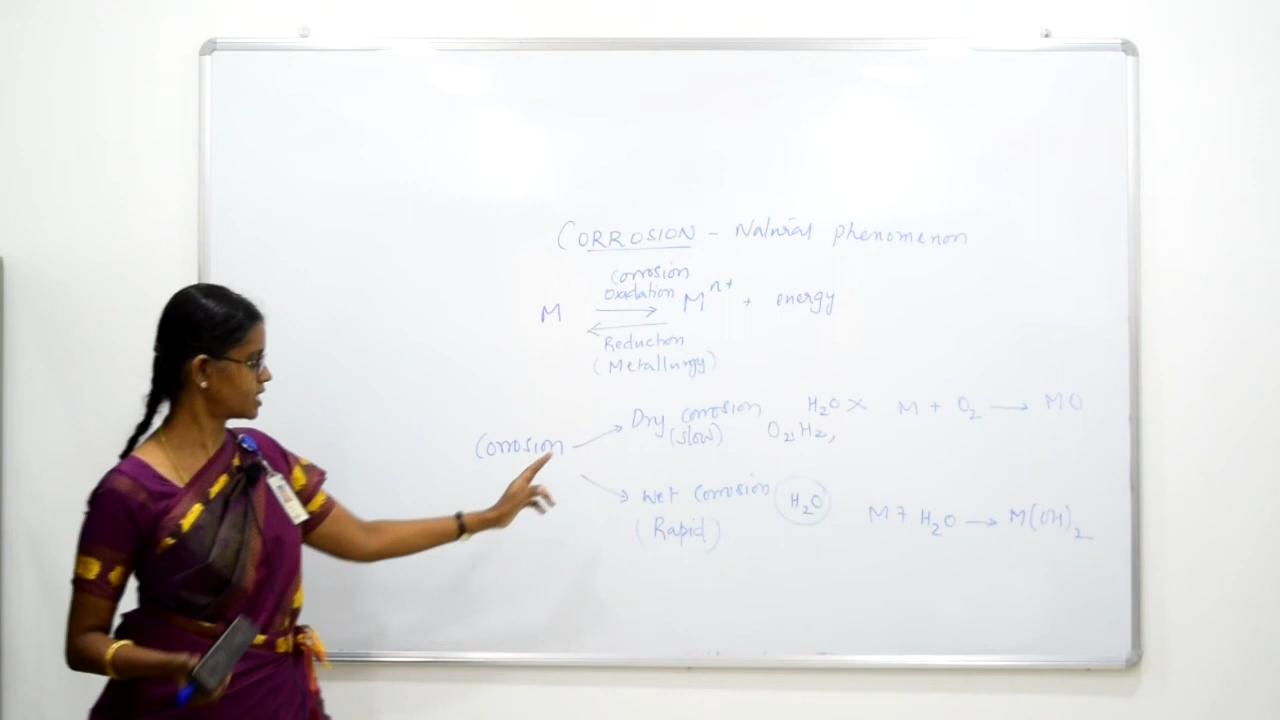 CORROSION - Natural phenomenon
Corrosion
Oxidation
M ⇌ Mⁿ⁺ + energy
Reduction
(Metallurgy)
Dry corrosion H₂O × M + O₂ → MO
(slow) O₂, H₂,
Corrosion
Wet corrosion H₂O M + H₂O → M(OH)₂
(Rapid)